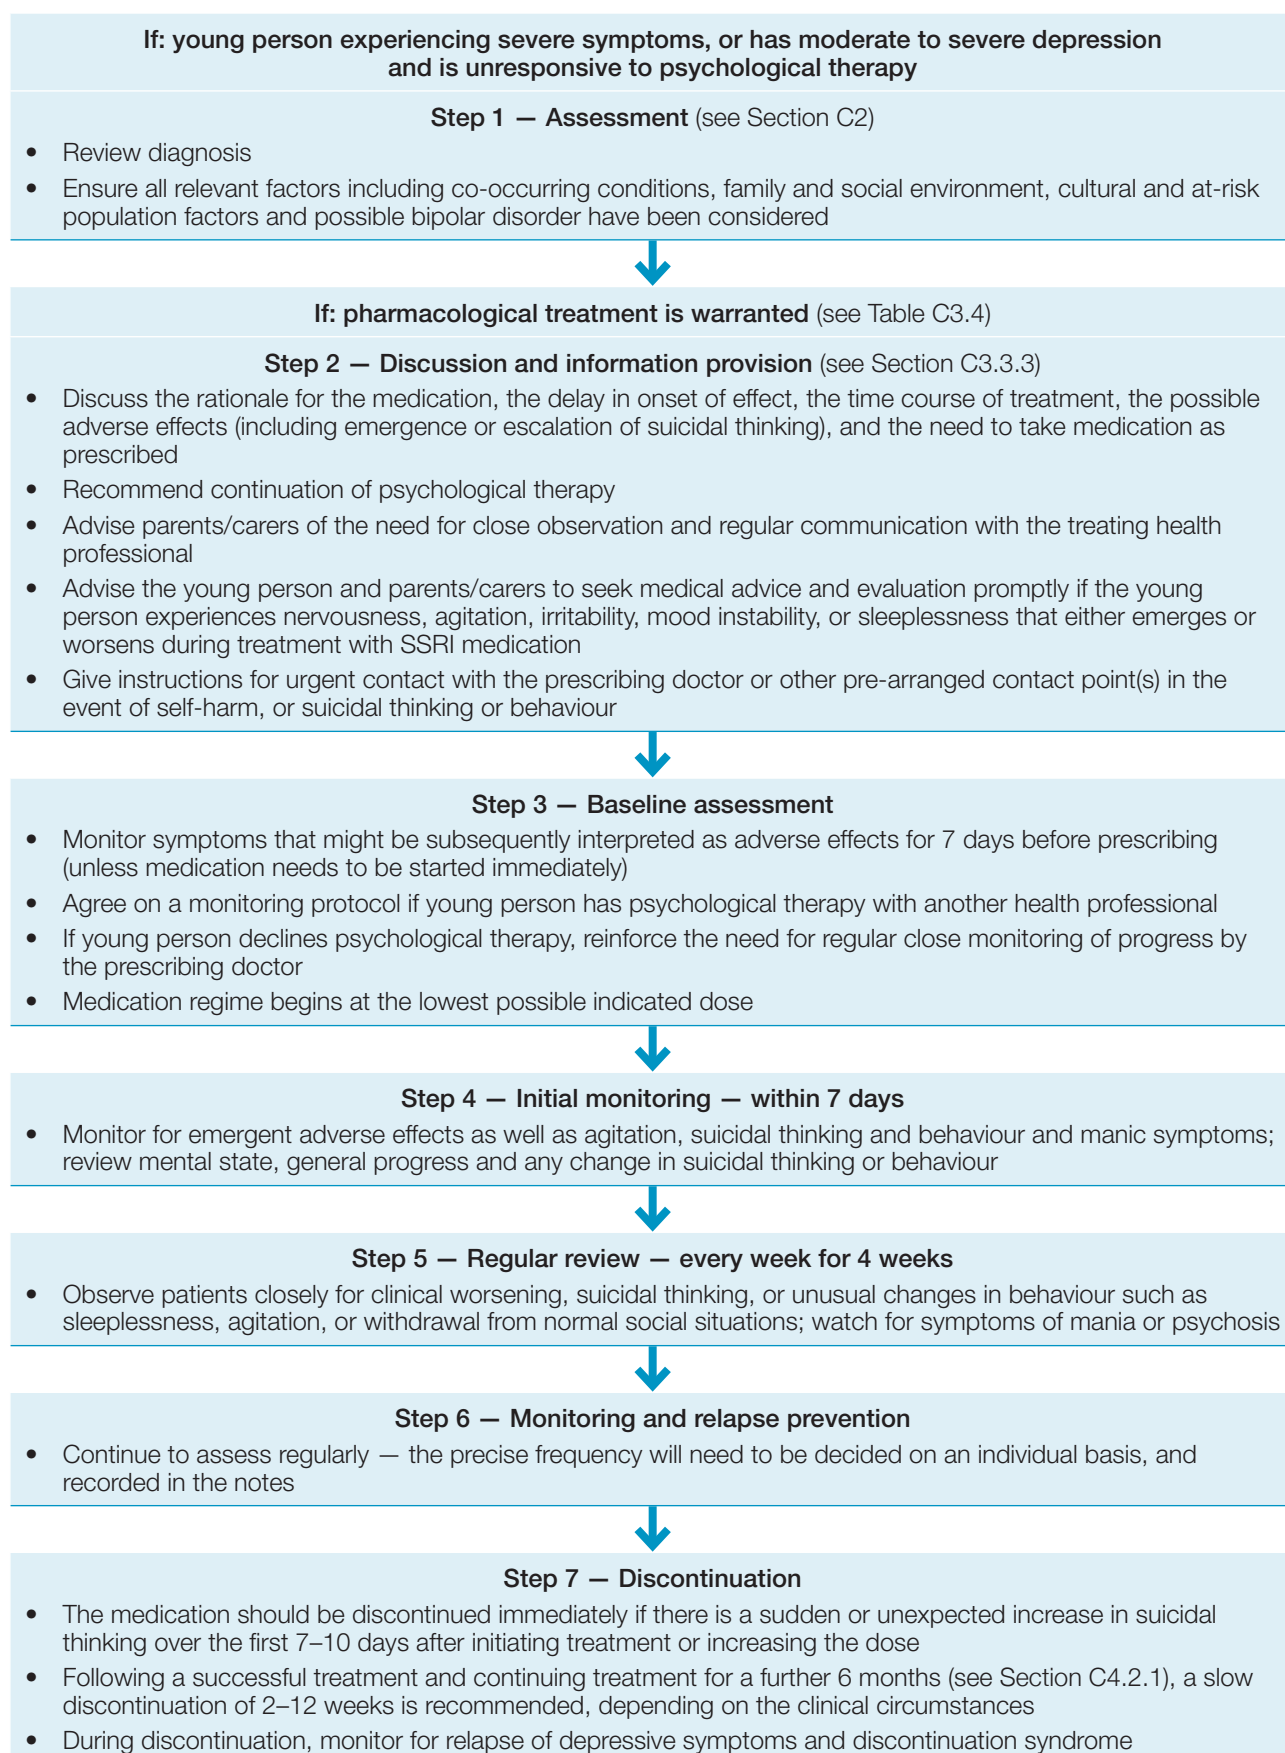 If: young person experiencing severe symptoms, or has moderate to severe depression
and is unresponsive to psychological therapy
Step 1 — Assessment (see Section C2)
• Review diagnosis
• Ensure all relevant factors including co-occurring conditions, family and social environment, cultural and at-risk
population factors and possible bipolar disorder have been considered
If: pharmacological treatment is warranted (see Table C3.4)
Step 2 — Discussion and information provision (see Section C3.3.3)
• Discuss the rationale for the medication, the delay in onset of effect, the time course of treatment, the possible
adverse effects (including emergence or escalation of suicidal thinking), and the need to take medication as
prescribed
• Recommend continuation of psychological therapy
• Advise parents/carers of the need for close observation and regular communication with the treating health
professional
• Advise the young person and parents/carers to seek medical advice and evaluation promptly if the young
person experiences nervousness, agitation, irritability, mood instability, or sleeplessness that either emerges or
worsens during treatment with SSRI medication
• Give instructions for urgent contact with the prescribing doctor or other pre-arranged contact point(s) in the
event of self-harm, or suicidal thinking or behaviour
Step 3 — Baseline assessment
• Monitor symptoms that might be subsequently interpreted as adverse effects for 7 days before prescribing
(unless medication needs to be started immediately)
• Agree on a monitoring protocol if young person has psychological therapy with another health professional
• If young person declines psychological therapy, reinforce the need for regular close monitoring of progress by
the prescribing doctor
• Medication regime begins at the lowest possible indicated dose
Step 4 — Initial monitoring — within 7 days
• Monitor for emergent adverse effects as well as agitation, suicidal thinking and behaviour and manic symptoms;
review mental state, general progress and any change in suicidal thinking or behaviour
Step 5 — Regular review — every week for 4 weeks
• Observe patients closely for clinical worsening, suicidal thinking, or unusual changes in behaviour such as
sleeplessness, agitation, or withdrawal from normal social situations; watch for symptoms of mania or psychosis
Step 6 — Monitoring and relapse prevention
• Continue to assess regularly — the precise frequency will need to be decided on an individual basis, and
recorded in the notes
Step 7 — Discontinuation
• The medication should be discontinued immediately if there is a sudden or unexpected increase in suicidal
thinking over the first 7–10 days after initiating treatment or increasing the dose
• Following a successful treatment and continuing treatment for a further 6 months (see Section C4.2.1), a slow
discontinuation of 2–12 weeks is recommended, depending on the clinical circumstances
• During discontinuation, monitor for relapse of depressive symptoms and discontinuation syndrome